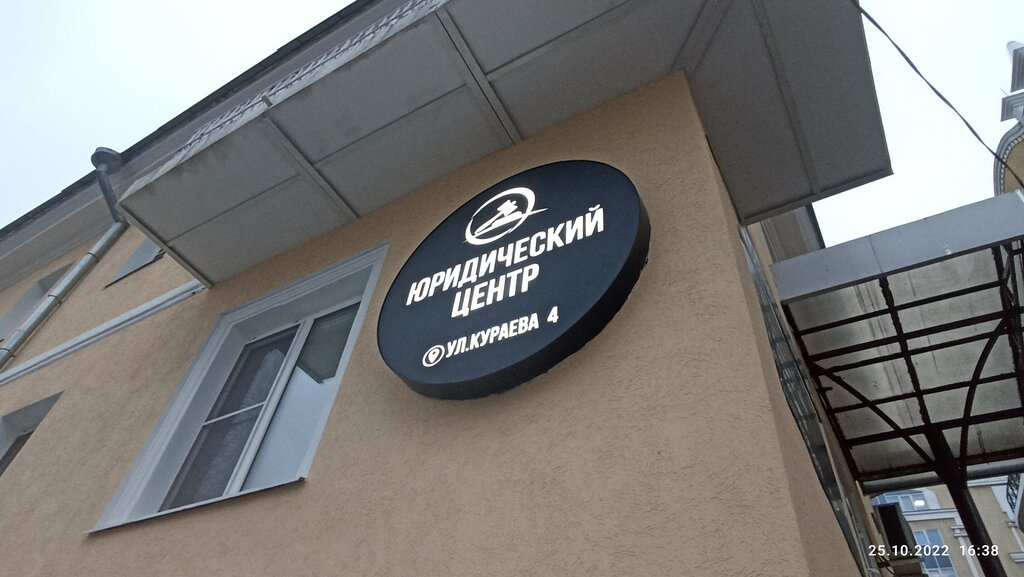 ЮРИДИЧЕСКИЙ
ЦЕНТР
УЛ.КУРАЕВА 4
25.10.2022 16:38